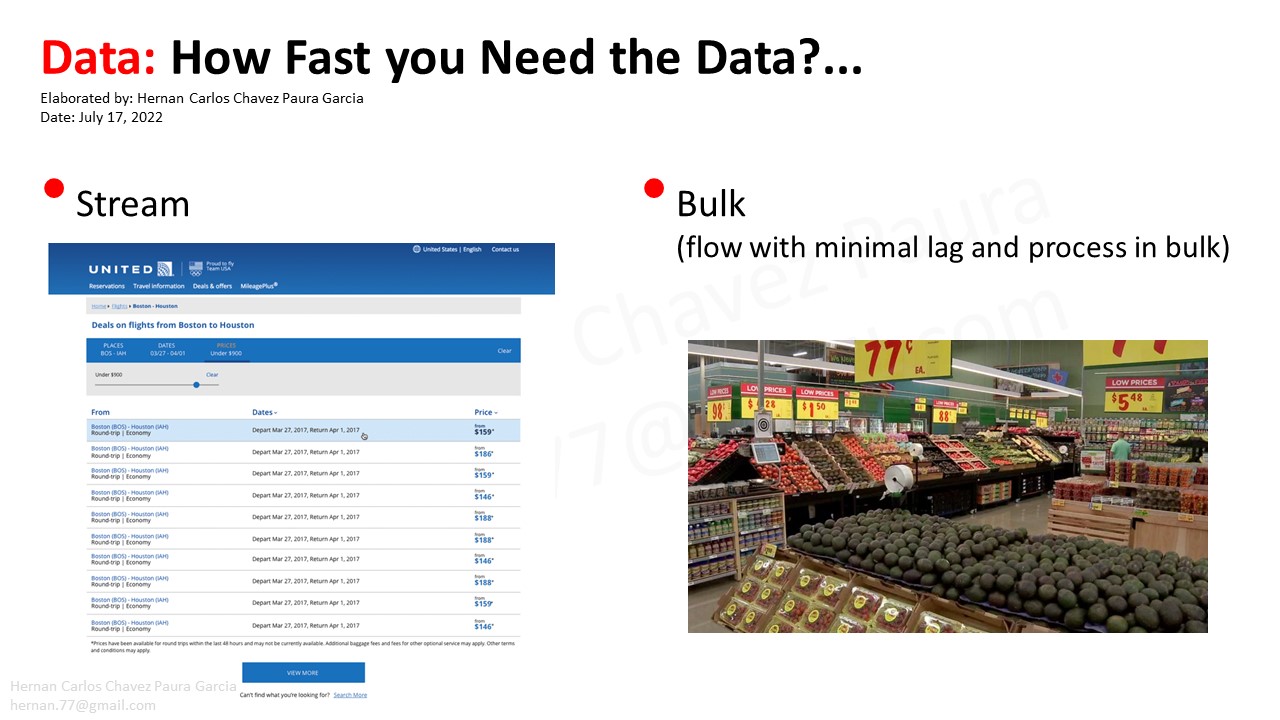 Data: How Fast you Need the Data?...
Elaborated by: Hernan Carlos Chavez Paura Garcia
Date: July 17, 2022
Stream
United States | English Contact us
UNITED Proud to fly
Team USA
Reservations Travel information Deals & offers MileagePlus®
Home Flights Boston - Houston
Deals on flights from Boston to Houston
PLACES DATES PRICES
BOS - IAH 03/27 - 04/01 Under $900 Clear
Under $900 Clear
From Dates Price
Boston (BOS) - Houston (IAH) from
Round-trip | Economy Depart Mar 27, 2017, Return Apr 1, 2017 $159*
Boston (BOS) - Houston (IAH) from
Round-trip | Economy Depart Mar 27, 2017, Return Apr 1, 2017 $186*
Boston (BOS) - Houston (IAH) from
Round-trip | Economy Depart Mar 27, 2017, Return Apr 1, 2017 $159*
Boston (BOS) - Houston (IAH) from
Round-trip | Economy Depart Mar 27, 2017, Return Apr 1, 2017 $146*
Boston (BOS) - Houston (IAH) from
Round-trip | Economy Depart Mar 27, 2017, Return Apr 1, 2017 $188*
Boston (BOS) - Houston (IAH) from
Round-trip | Economy Depart Mar 27, 2017, Return Apr 1, 2017 $188*
Boston (BOS) - Houston (IAH) from
Round-trip | Economy Depart Mar 27, 2017, Return Apr 1, 2017 $146*
Boston (BOS) - Houston (IAH) from
Round-trip | Economy Depart Mar 27, 2017, Return Apr 1, 2017 $188*
Boston (BOS) - Houston (IAH) from
Round-trip | Economy Depart Mar 27, 2017, Return Apr 1, 2017 $159*
Boston (BOS) - Houston (IAH) from
Round-trip | Economy Depart Mar 27, 2017, Return Apr 1, 2017 $146*
*Prices have been available for round trips within the last 48 hours and may not be currently available. Additional baggage fees and fees for other optional service may apply. Other terms
and conditions may apply.
VIEW MORE
Can't find what you're looking for? Search More
Bulk
(flow with minimal lag and process in bulk)
Chavez Paura
77¢
EA.
LOW PRICES
LOW PRICES
LOW PRICES
98¢
$1 50
88¢
LOW PRICES
$5 48
Hernan Carlos Chavez Paura Garcia
hernan.77@gmail.com